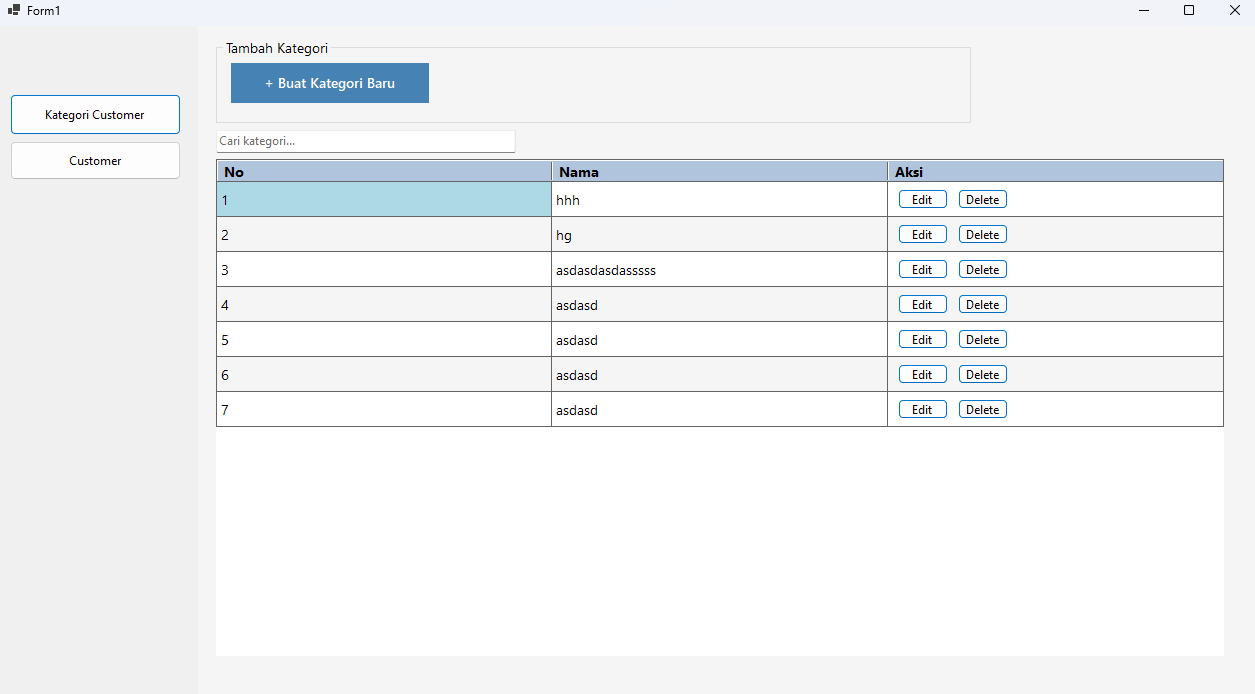 Form1
Tambah Kategori
+ Buat Kategori Baru
Kategori Customer
Customer
Cari kategori...
No Nama Aksi
1 hhh Edit Delete
2 hg Edit Delete
3 asdasdasdasssss Edit Delete
4 asdasd Edit Delete
5 asdasd Edit Delete
6 asdasd Edit Delete
7 asdasd Edit Delete